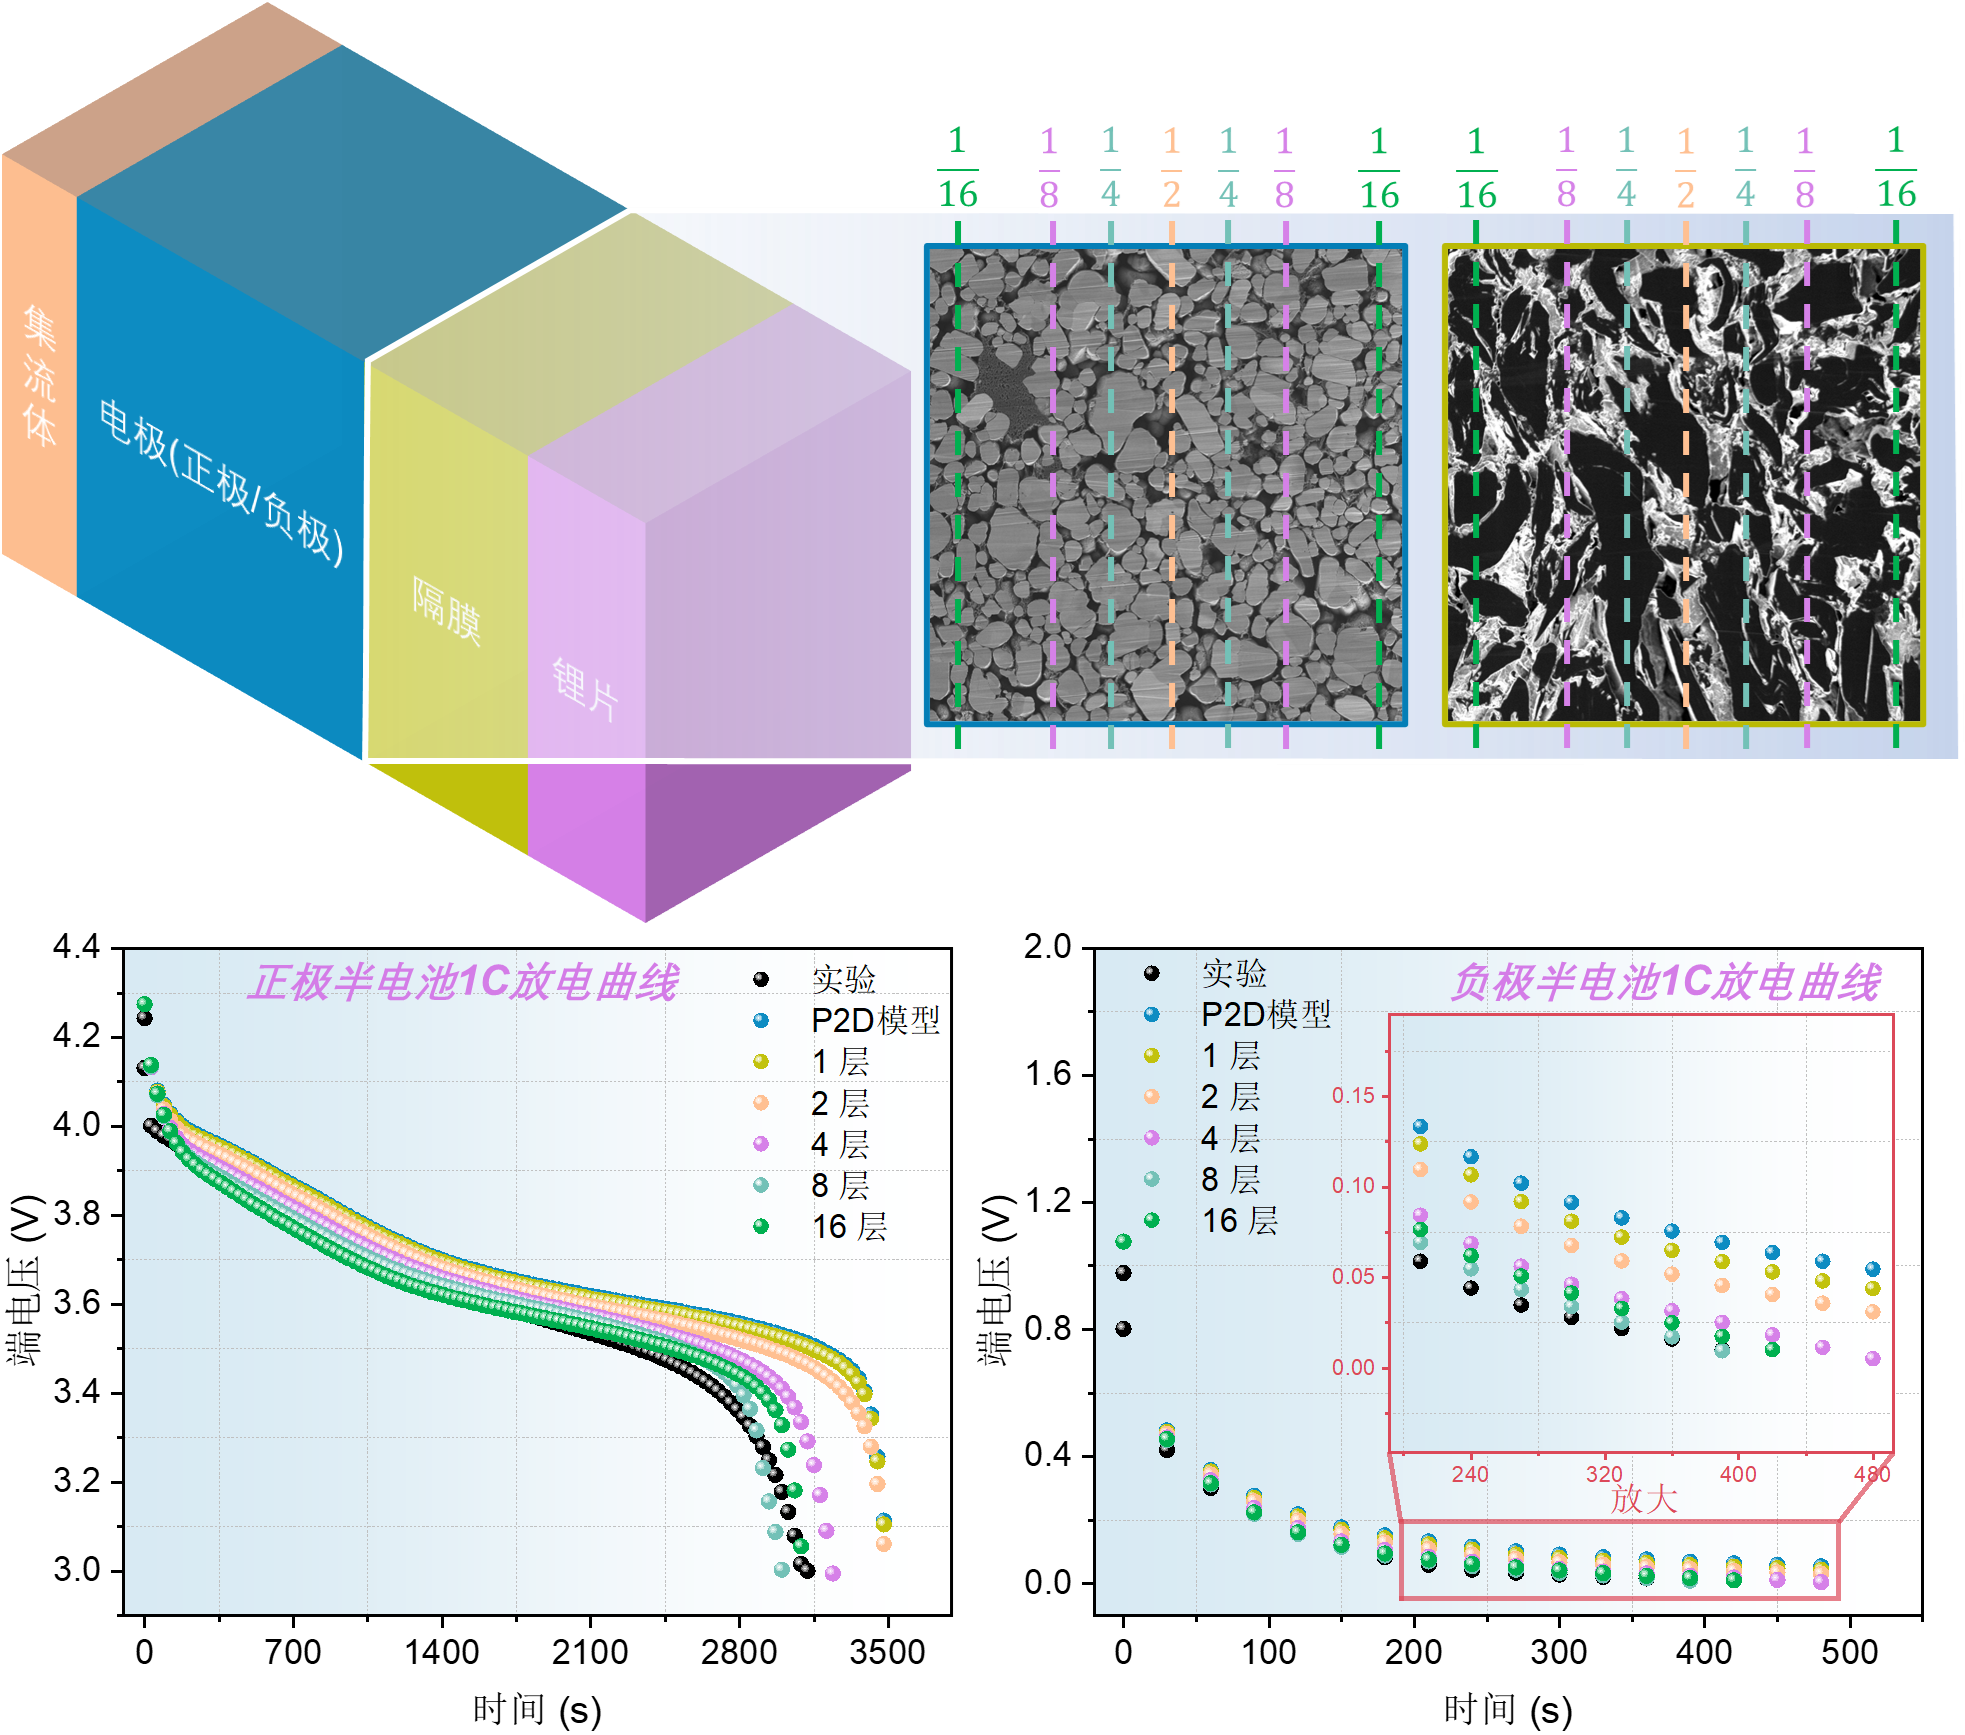 集流体
电极(正极/负极)
隔膜
锂片
1/16 1/8 1/4 1/2 1/4 1/8 1/16
1/16 1/8 1/4 1/2 1/4 1/8 1/16
正极半电池1C放电曲线
实验
P2D模型
1 层
2 层
4 层
8 层
16 层
4.4
4.2
4.0
3.8
3.6
3.4
3.2
3.0
端电压 (V)
0 700 1400 2100 2800 3500
时间 (s)
负极半电池1C放电曲线
实验
P2D模型
1 层
2 层
4 层
8 层
16 层
2.0
1.6
1.2
0.8
0.4
0.0
端电压 (V)
0.15
0.10
0.05
0.00
240 320 400 480
放大
0 100 200 300 400 500
时间 (s)